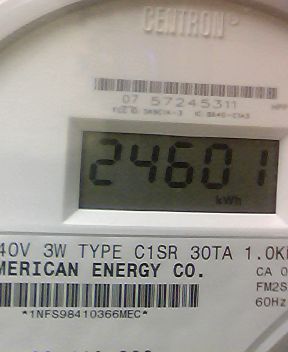 CENTRON
07 57245311
24601
kWh
40V 3W TYPE C1SR 30TA 1.0K
MERICAN ENERGY CO.
CA 0
FM2S
60Hz
*1NFS98410366MEC*